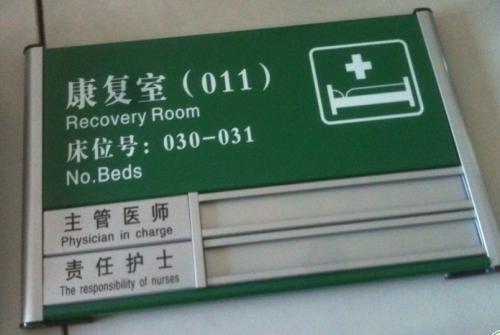 康复室（011）
Recovery Room
床位号：030-031
No.Beds
主管医师
Physician in charge
责任护士
The responsibility of nurses